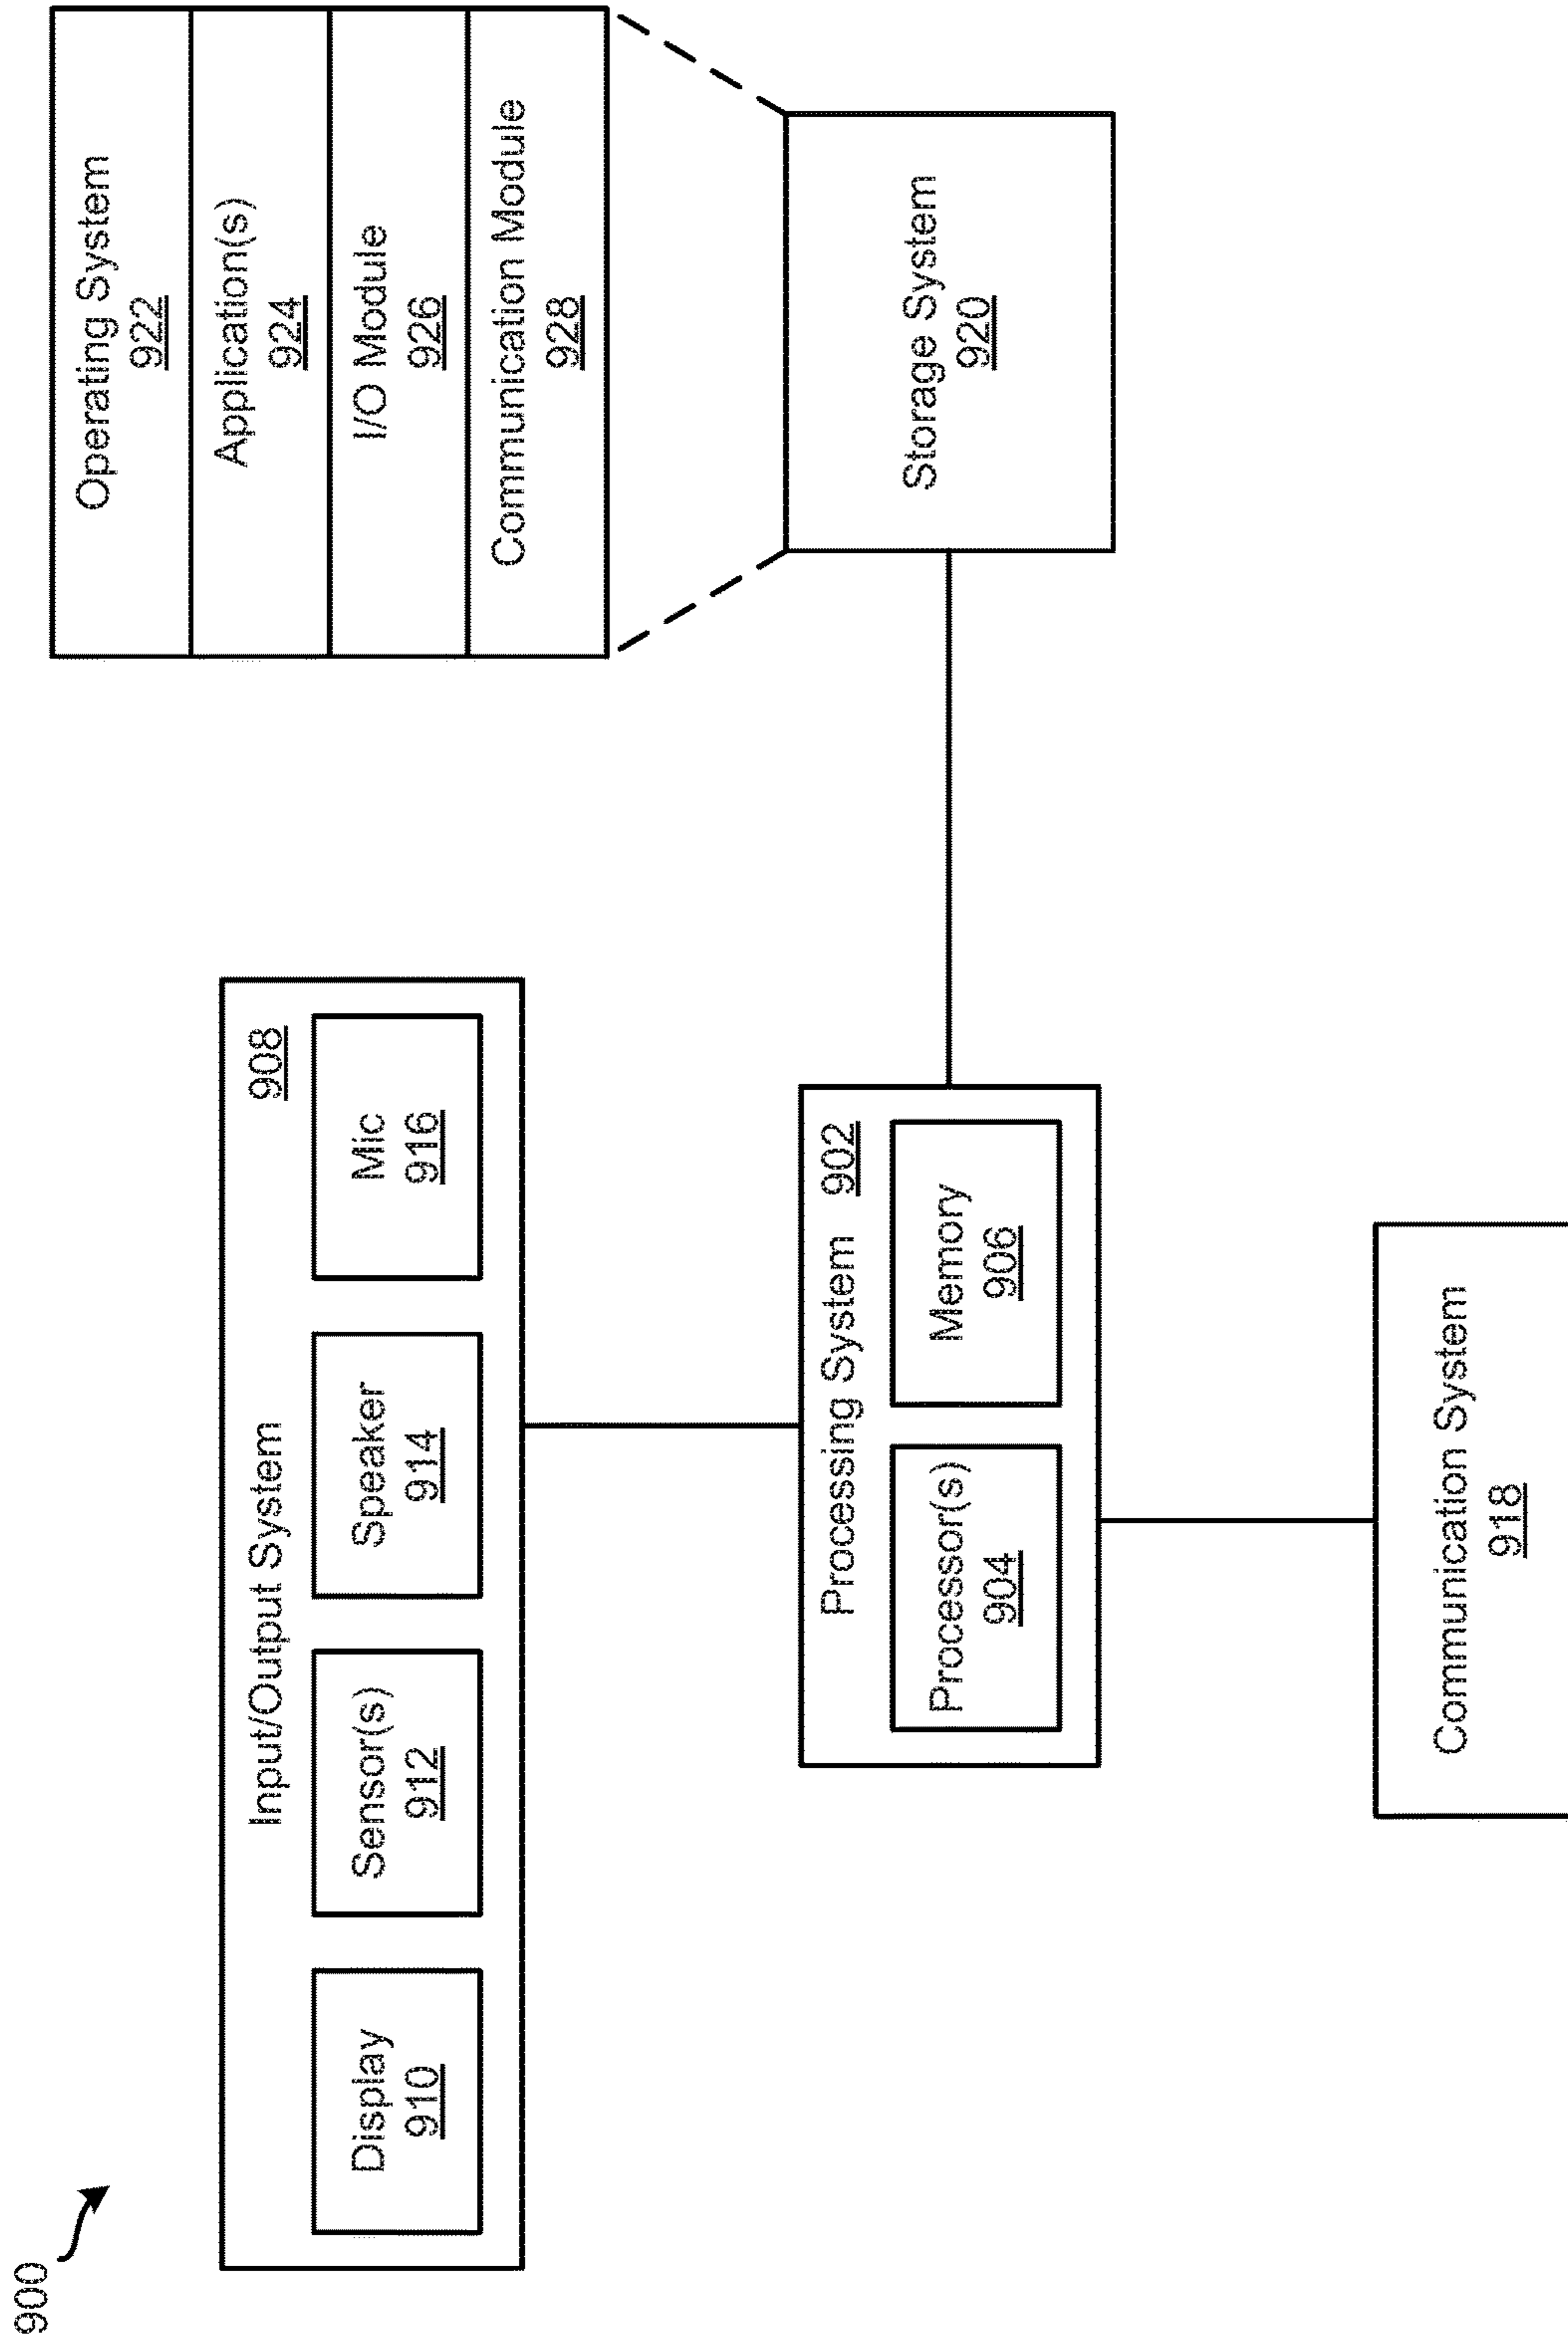 900
Input/Output System
908
Display
910
Sensor(s)
912
Speaker
914
Mic
916
Operating System
922
Application(s)
924
I/O Module
926
Communication Module
928
Processing System
902
Processor(s)
904
Memory
906
Storage System
920
Communication System
918